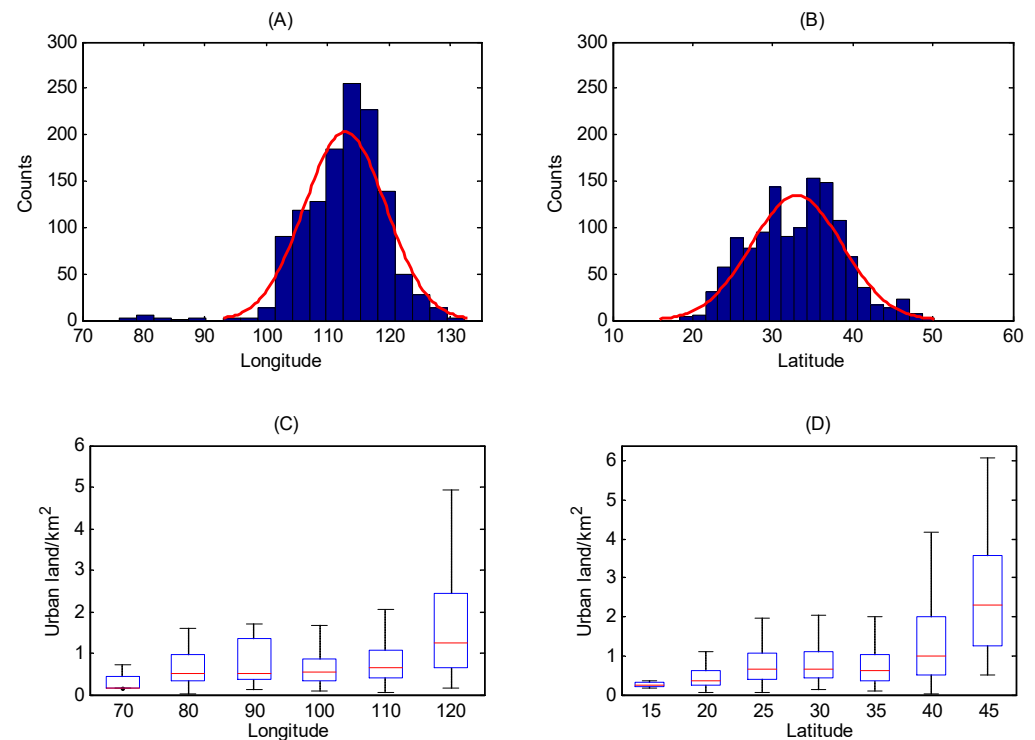 (A)
300
250
200
150
100
50
0
Counts
70 80 90 100 110 120 130
Longitude
(B)
300
250
200
150
100
50
0
Counts
10 20 30 40 50 60
Latitude
(C)
6
5
4
3
2
1
0
Urban land/km²
70 80 90 100 110 120
Longitude
(D)
6
5
4
3
2
1
0
Urban land/km²
15 20 25 30 35 40 45
Latitude